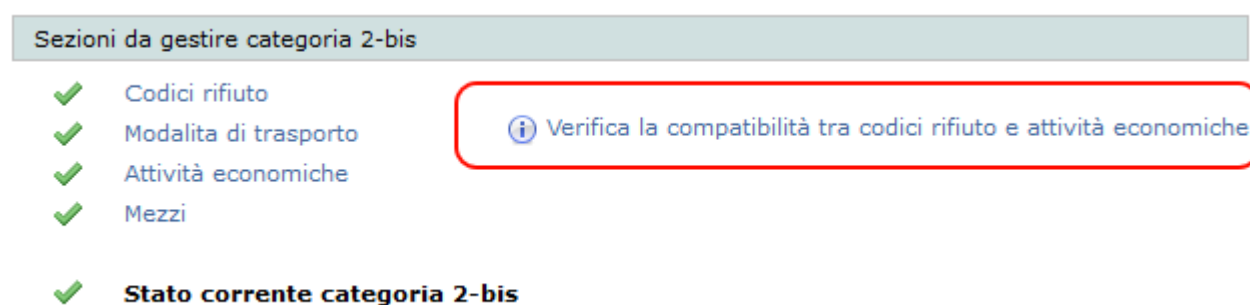 Sezioni da gestire categoria 2-bis
Codici rifiuto
Modalita di trasporto
Attività economiche
Mezzi
Verifica la compatibilità tra codici rifiuto e attività economiche
Stato corrente categoria 2-bis